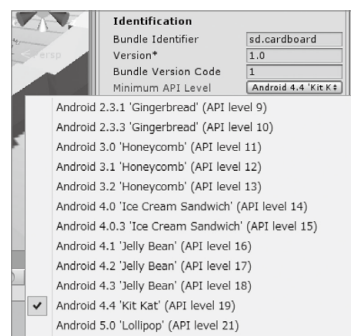 Identification
Bundle Identifier sd.cardboard
Version* 1.0
Bundle Version Code 1
Minimum API Level Android 4.4 'Kit K
Android 2.3.1 'Gingerbread' (API level 9)
Android 2.3.3 'Gingerbread' (API level 10)
Android 3.0 'Honeycomb' (API level 11)
Android 3.1 'Honeycomb' (API level 12)
Android 3.2 'Honeycomb' (API level 13)
Android 4.0 'Ice Cream Sandwich' (API level 14)
Android 4.0.3 'Ice Cream Sandwich' (API level 15)
Android 4.1 'Jelly Bean' (API level 16)
Android 4.2 'Jelly Bean' (API level 17)
Android 4.3 'Jelly Bean' (API level 18)
Android 4.4 'Kit Kat' (API level 19)
Android 5.0 'Lollipop' (API level 21)